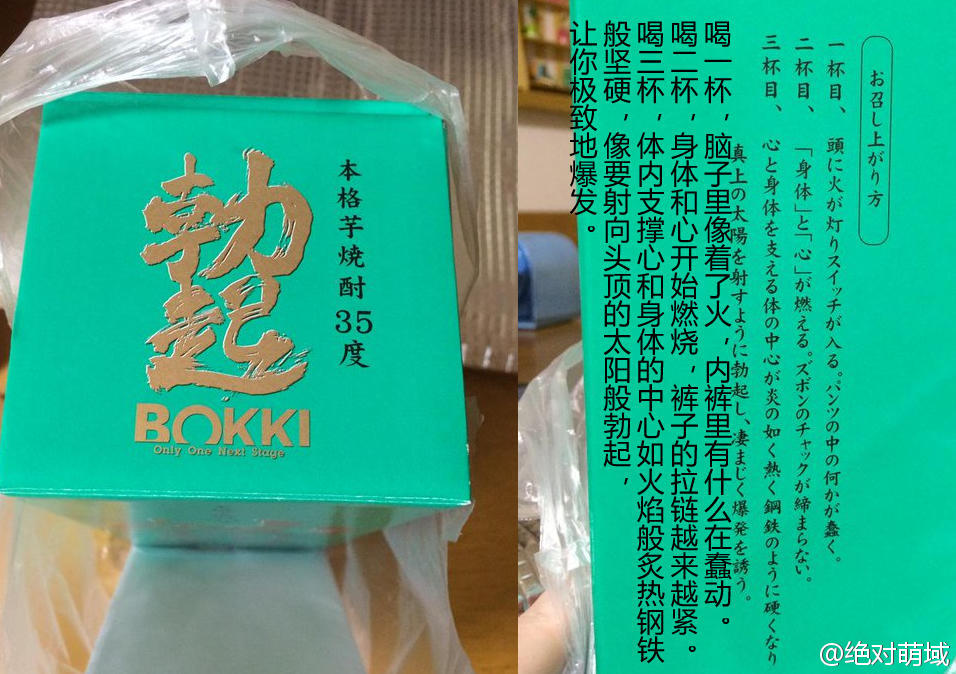 本格芋焼酎35度
勃起
BOKKI
Only One Next Stage
お召し上がり方
一杯目、頭に火が灯りスイッチが入る。パンツの中の何かが蠢く。
二杯目、「身体」と「心」が燃える。ズボンのチャックが締まらない。
三杯目、心と身体を支える体の中心が炎の如く熱く鋼鉄のように硬くなり
真上の太陽を射すように勃起し、凄まじく爆発を誘う。
喝一杯，脑子里像着了火，内裤里有什么在蠢动。
喝二杯，身体和心开始燃烧，裤子的拉链越来越紧。
喝三杯，体内支撑心和身体的中心如火焰般炙热钢铁
般坚硬，像要射向头顶的太阳般勃起，
让你极致地爆发。
@绝对萌域